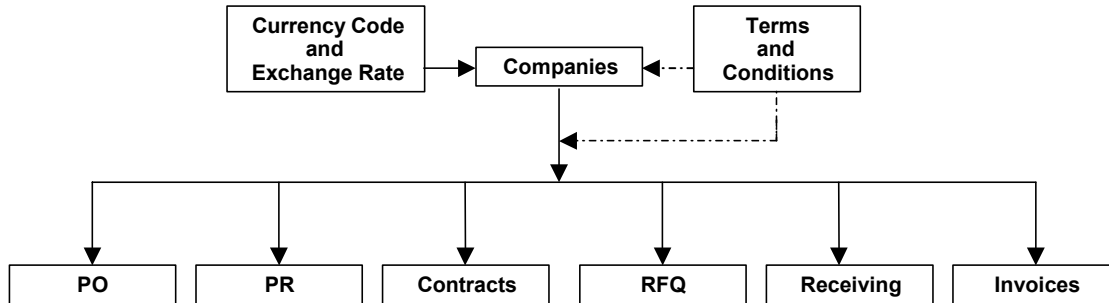 Currency Code
and
Exchange Rate
Companies
Terms
and
Conditions
PO
PR
Contracts
RFQ
Receiving
Invoices